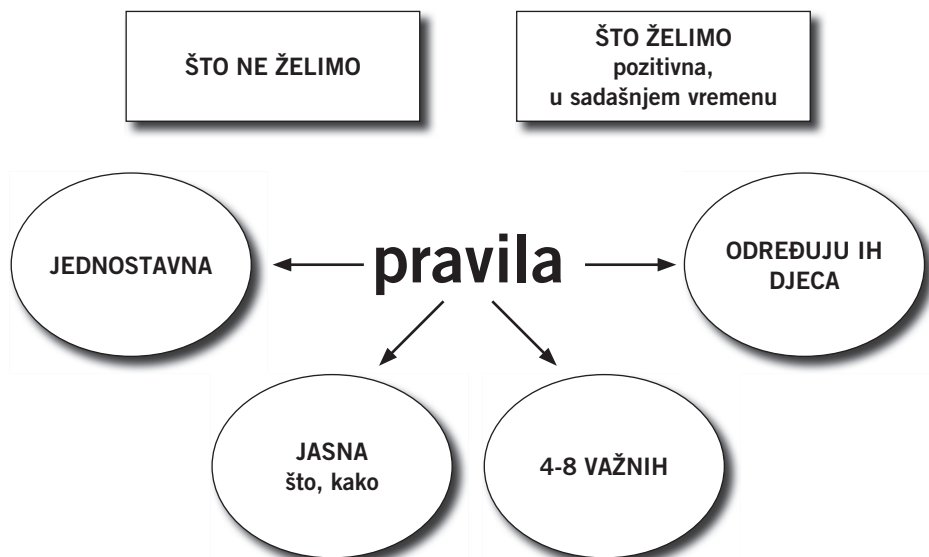 ŠTO NE ŽELIMO
ŠTO ŽELIMO
pozitivna,
u sadašnjem vremenu
JEDNOSTAVNA
pravila
ODREĐUJU IH
DJECA
JASNA
što, kako
4-8 VAŽNIH